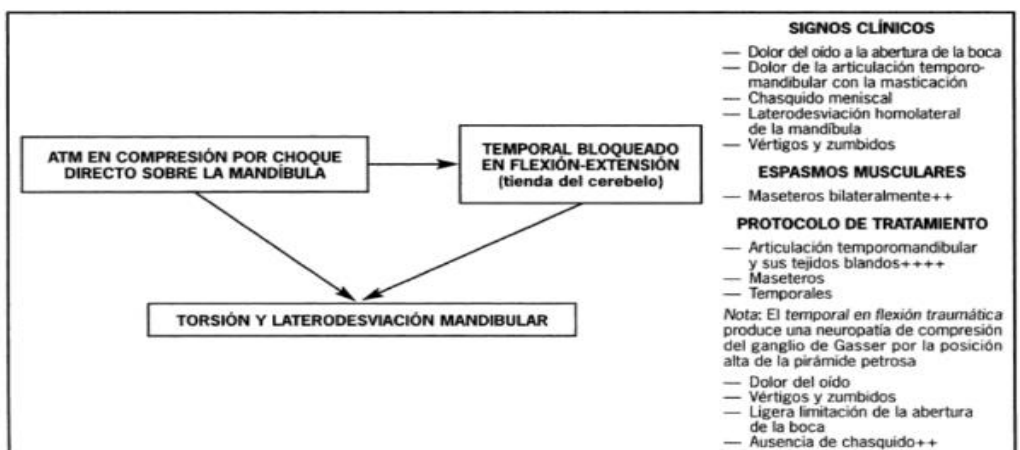 ATM EN COMPRESIÓN POR CHOQUE
DIRECTO SOBRE LA MANDÍBULA
TEMPORAL BLOQUEADO
EN FLEXIÓN-EXTENSIÓN
(tienda del cerebelo)
TORSIÓN Y LATERODESVIACIÓN MANDIBULAR
SIGNOS CLÍNICOS
— Dolor del oído a la abertura de la boca
— Dolor de la articulación temporo-
mandibular con la masticación
— Chasquido meniscal
— Laterodesviación homolateral
de la mandíbula
— Vértigos y zumbidos
ESPASMOS MUSCULARES
— Maseteros bilateralmente++
PROTOCOLO DE TRATAMIENTO
— Articulación temporomandibular
y sus tejidos blandos++++
— Maseteros
— Temporales
Nota: El temporal en flexión traumática
produce una neuropatía de compresión
del ganglio de Gasser por la posición
alta de la pirámide petrosa
— Dolor del oído
— Vértigos y zumbidos
— Ligera limitación de la abertura
de la boca
— Ausencia de chasquido++